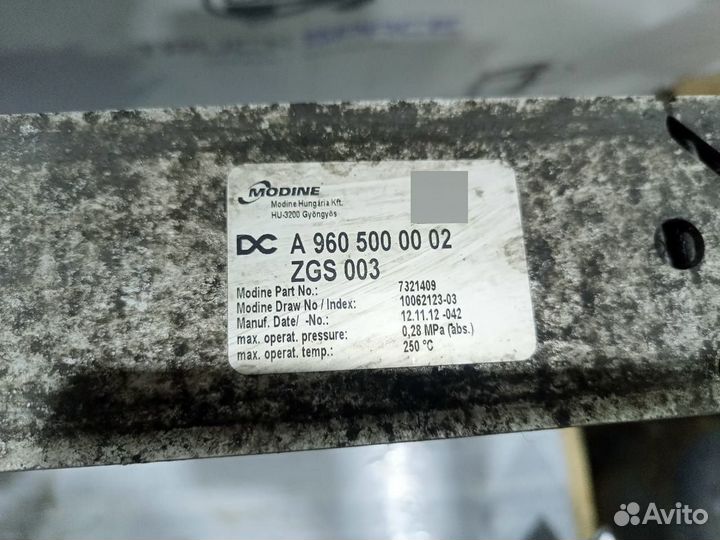 MODINE
Modine Hungária Kft.
HU-3200 Gyöngyös
DC A 960 500 00 02
ZGS 003
Modine Part No.: 7321409
Modine Draw No / Index: 10062123-03
Manuf. Date/ -No.: 12.11.12 -042
max. operat. pressure: 0,28 MPa (abs.)
max. operat. temp.: 250 °C
Avito